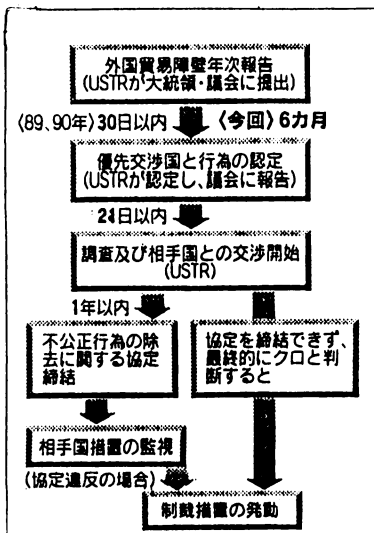 外国貿易障壁年次報告
(USTRが大統領・議会に提出)
〈89、90年〉30日以内
〈今回〉6カ月
優先交渉国と行為の認定
(USTRが認定し、議会に報告)
21日以内
調査及び相手国との交渉開始
(USTR)
1年以内
不公正行為の除
去に関する協定
締結
協定を締結できず、
最終的にクロと判
断すると
相手国措置の監視
(協定違反の場合)
制裁措置の発動